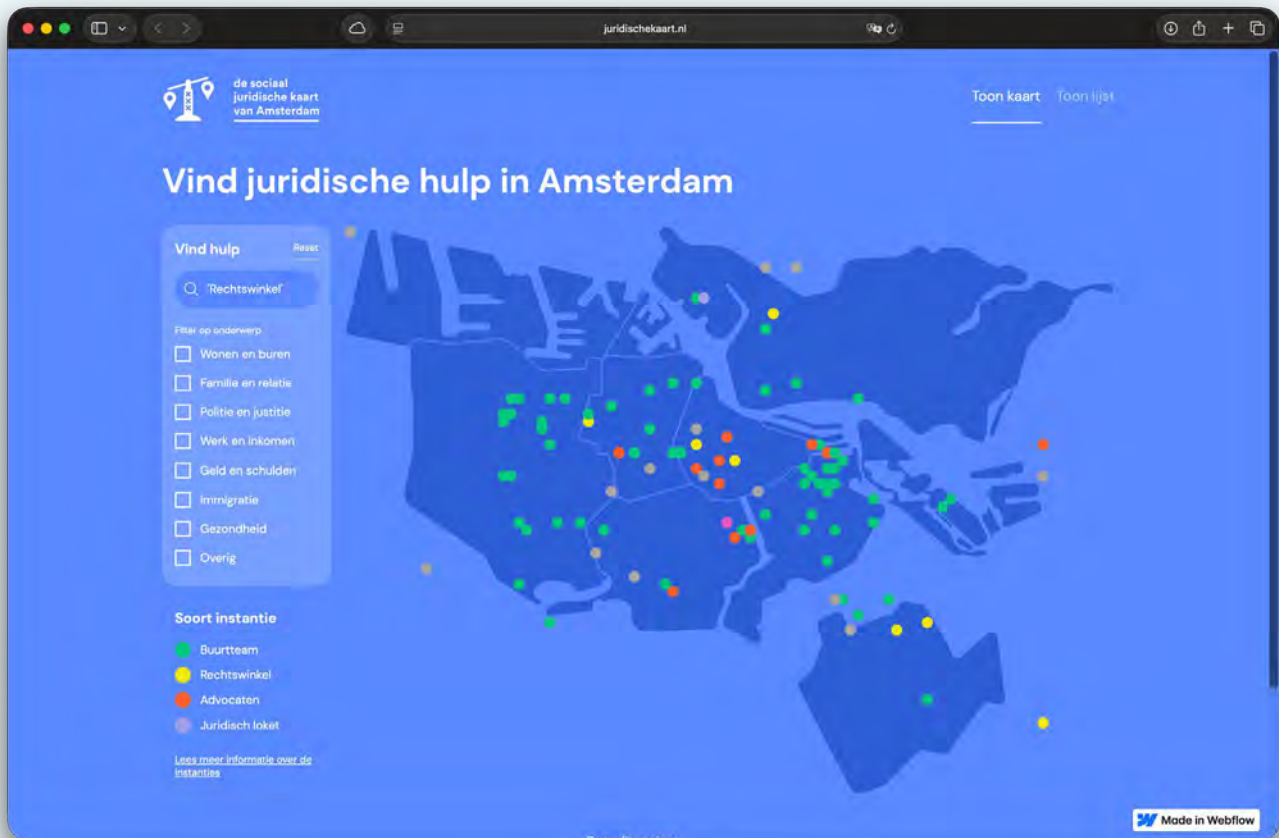 juridischekaart.nl
de sociaal
juridische kaart
van Amsterdam
Toon kaart Toon lijst
Vind juridische hulp in Amsterdam
Vind hulp Reset
'Rechtswinkel'
Filter op onderwerp
Wonen en buren
Familie en relatie
Politie en justitie
Werk en inkomen
Geld en schulden
Immigratie
Gezondheid
Overig
Soort instantie
Buurtteam
Rechtswinkel
Advocaten
Juridisch loket
Lees meer informatie over de
instanties
Made in Webflow